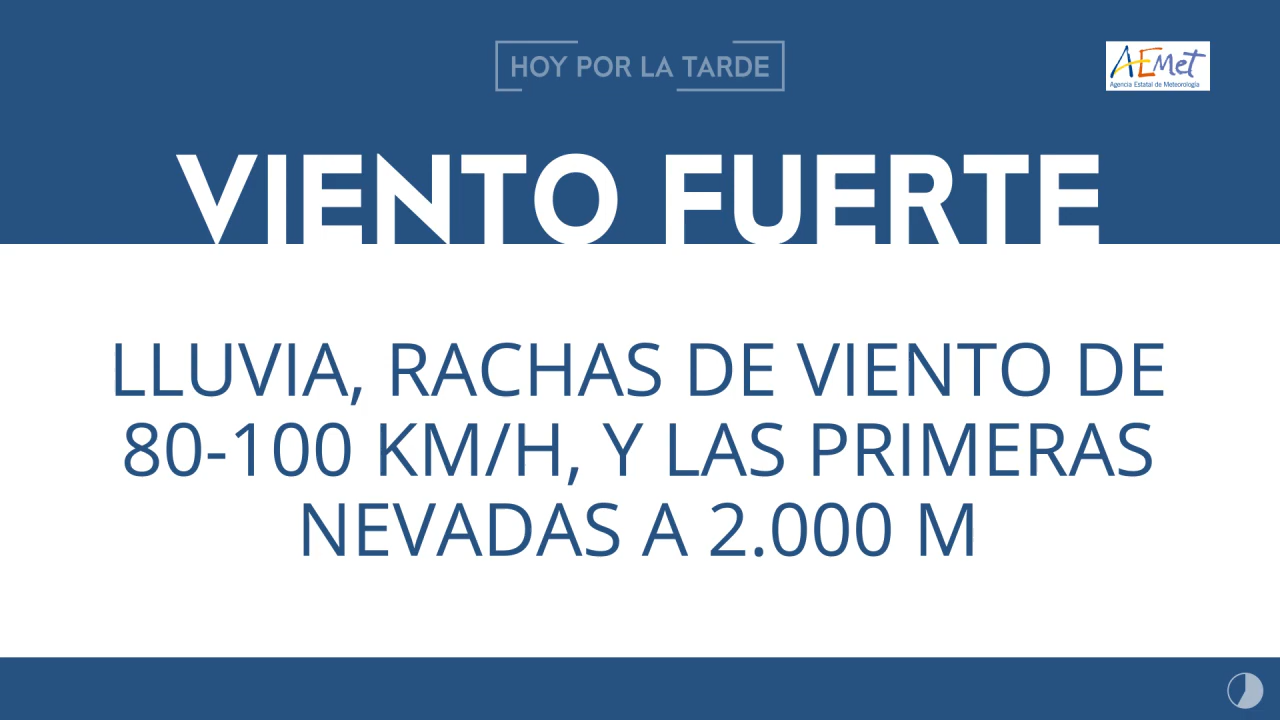 HOY POR LA TARDE
AEMet
Agencia Estatal de Meteorología
VIENTO FUERTE
LLUVIA, RACHAS DE VIENTO DE
80-100 KM/H, Y LAS PRIMERAS
NEVADAS A 2.000 M